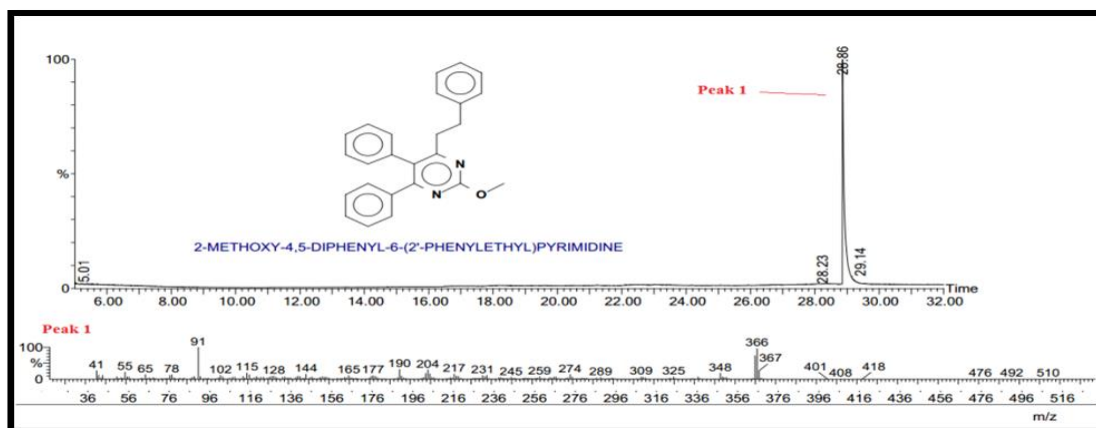 100
%
0
28.86
Peak 1
N
N
O
2-METHOXY-4,5-DIPHENYL-6-(2'-PHENYLETHYL)PYRIMIDINE
5.01
28.23
29.14
6.00 8.00 10.00 12.00 14.00 16.00 18.00 20.00 22.00 24.00 26.00 28.00 30.00 32.00
Time
Peak 1
100
%
0
41 55 65 78 91 102 115 128 144 165 177 190 204 217 231 245 259 274 289 309 325 348 366 367 401 408 418 476 492 510
36 56 76 96 116 136 156 176 196 216 236 256 276 296 316 336 356 376 396 416 436 456 476 496 516
m/z